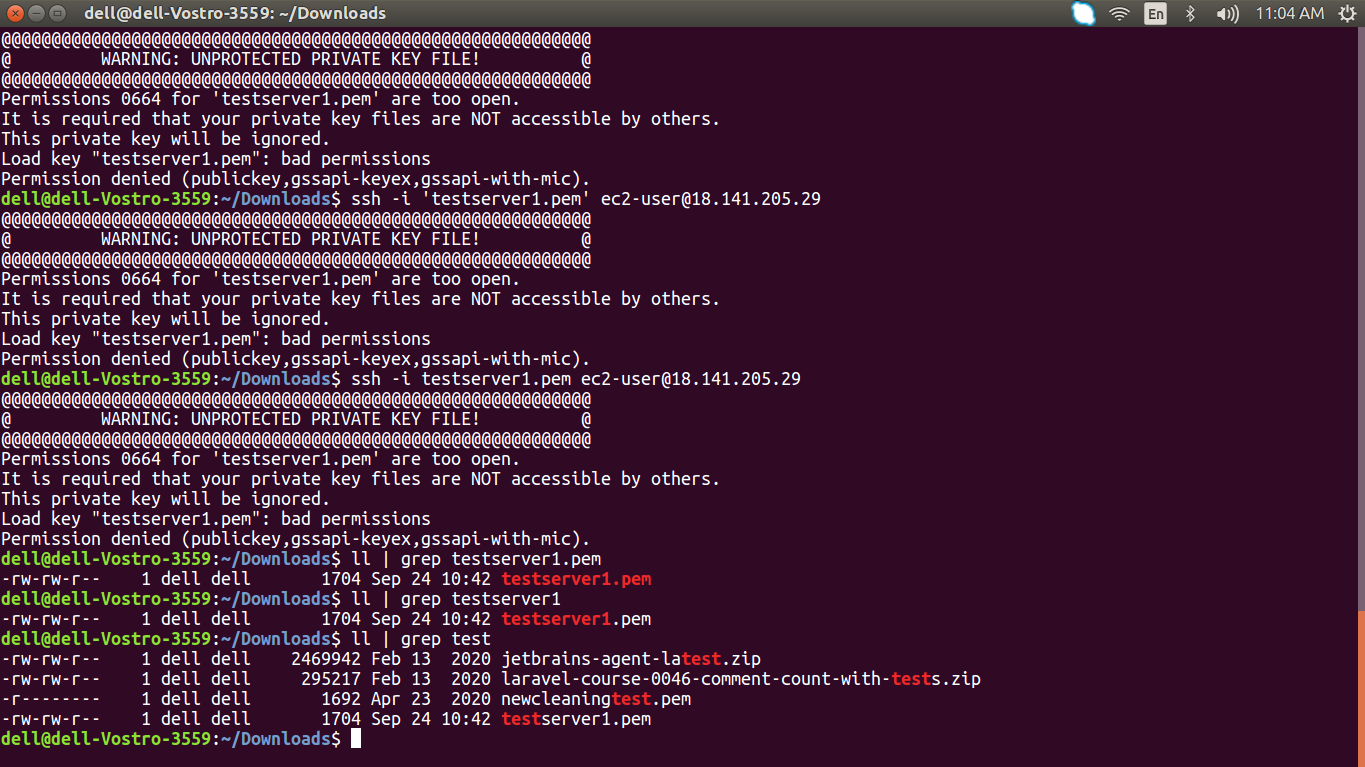 dell@dell-Vostro-3559: ~/Downloads En 11:04 AM
@@@@@@@@@@@@@@@@@@@@@@@@@@@@@@@@@@@@@@@@@@@@@@@@@@@@@@@@@@@
@         WARNING: UNPROTECTED PRIVATE KEY FILE!          @
@@@@@@@@@@@@@@@@@@@@@@@@@@@@@@@@@@@@@@@@@@@@@@@@@@@@@@@@@@@
Permissions 0664 for 'testserver1.pem' are too open.
It is required that your private key files are NOT accessible by others.
This private key will be ignored.
Load key "testserver1.pem": bad permissions
Permission denied (publickey,gssapi-keyex,gssapi-with-mic).
dell@dell-Vostro-3559:~/Downloads$ ssh -i 'testserver1.pem' ec2-user@18.141.205.29
@@@@@@@@@@@@@@@@@@@@@@@@@@@@@@@@@@@@@@@@@@@@@@@@@@@@@@@@@@@
@         WARNING: UNPROTECTED PRIVATE KEY FILE!          @
@@@@@@@@@@@@@@@@@@@@@@@@@@@@@@@@@@@@@@@@@@@@@@@@@@@@@@@@@@@
Permissions 0664 for 'testserver1.pem' are too open.
It is required that your private key files are NOT accessible by others.
This private key will be ignored.
Load key "testserver1.pem": bad permissions
Permission denied (publickey,gssapi-keyex,gssapi-with-mic).
dell@dell-Vostro-3559:~/Downloads$ ssh -i testserver1.pem ec2-user@18.141.205.29
@@@@@@@@@@@@@@@@@@@@@@@@@@@@@@@@@@@@@@@@@@@@@@@@@@@@@@@@@@@
@         WARNING: UNPROTECTED PRIVATE KEY FILE!          @
@@@@@@@@@@@@@@@@@@@@@@@@@@@@@@@@@@@@@@@@@@@@@@@@@@@@@@@@@@@
Permissions 0664 for 'testserver1.pem' are too open.
It is required that your private key files are NOT accessible by others.
This private key will be ignored.
Load key "testserver1.pem": bad permissions
Permission denied (publickey,gssapi-keyex,gssapi-with-mic).
dell@dell-Vostro-3559:~/Downloads$ ll | grep testserver1.pem
-rw-rw-r--    1 dell dell       1704 Sep 24 10:42 testserver1.pem
dell@dell-Vostro-3559:~/Downloads$ ll | grep testserver1
-rw-rw-r--    1 dell dell       1704 Sep 24 10:42 testserver1.pem
dell@dell-Vostro-3559:~/Downloads$ ll | grep test
-rw-rw-r--    1 dell dell    2469942 Feb 13  2020 jetbrains-agent-latest.zip
-rw-rw-r--    1 dell dell     295217 Feb 13  2020 laravel-course-0046-comment-count-with-tests.zip
-r--------    1 dell dell       1692 Apr 23  2020 newcleaningtest.pem
-rw-rw-r--    1 dell dell       1704 Sep 24 10:42 testserver1.pem
dell@dell-Vostro-3559:~/Downloads$